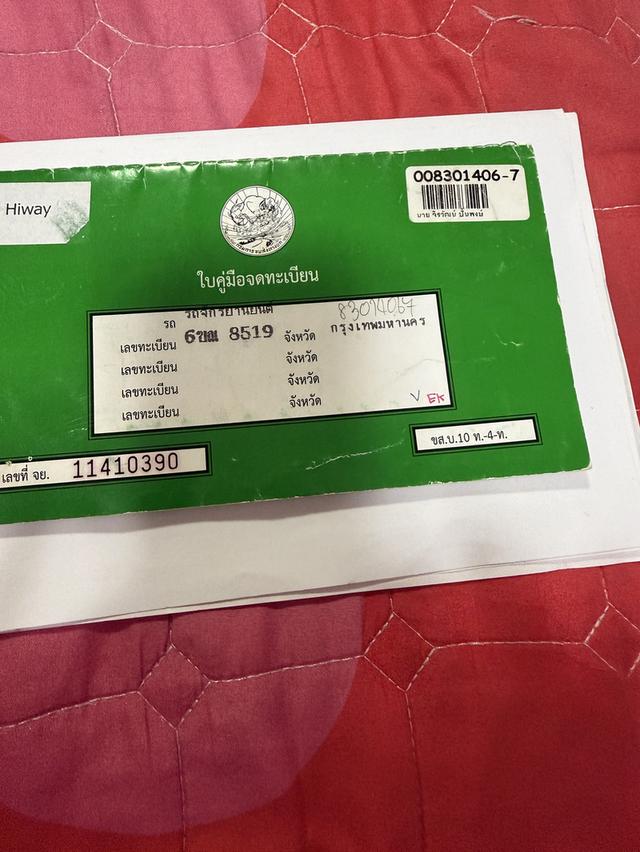 Hiway
008301406-7
นาย จิรวัฒน์ ปั้นพงษ์
ใบคู่มือจดทะเบียน
รถ รถจักรยานยนต์ 83014067
เลขทะเบียน 6ขณ 8519 จังหวัด กรุงเทพมหานคร
เลขทะเบียน จังหวัด
เลขทะเบียน จังหวัด
เลขทะเบียน จังหวัด
V EK
เลขที่ จย. 11410390
ขส.บ.10 ท.-4-ท.